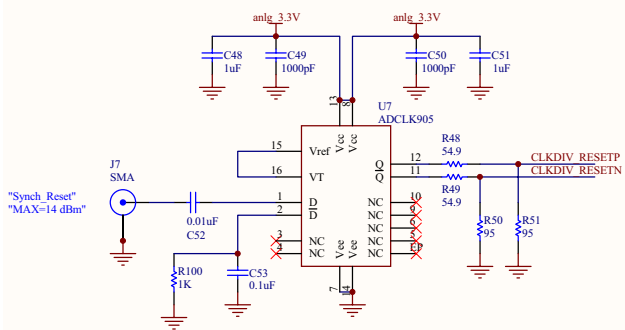 anlg_3.3V anlg_3.3V
C48 C49 C50 C51
1uF 1000pF 1000pF 1uF
13 8
U7
ADCLK905
Vcc Vcc
J7
SMA
"Synch_Reset"
"MAX=14 dBm"
0.01uF
C52
15 Vref
16 VT
1 D
2 D
3 NC
4 NC
Q 12
Q 11
NC 10
NC 9
NC 6
NC 5
NC EP
Vee Vee
7 14
R48
54.9
R49
54.9
CLKDIV_RESETP
CLKDIV_RESETN
R50 R51
95 95
R100
1K
C53
0.1uF